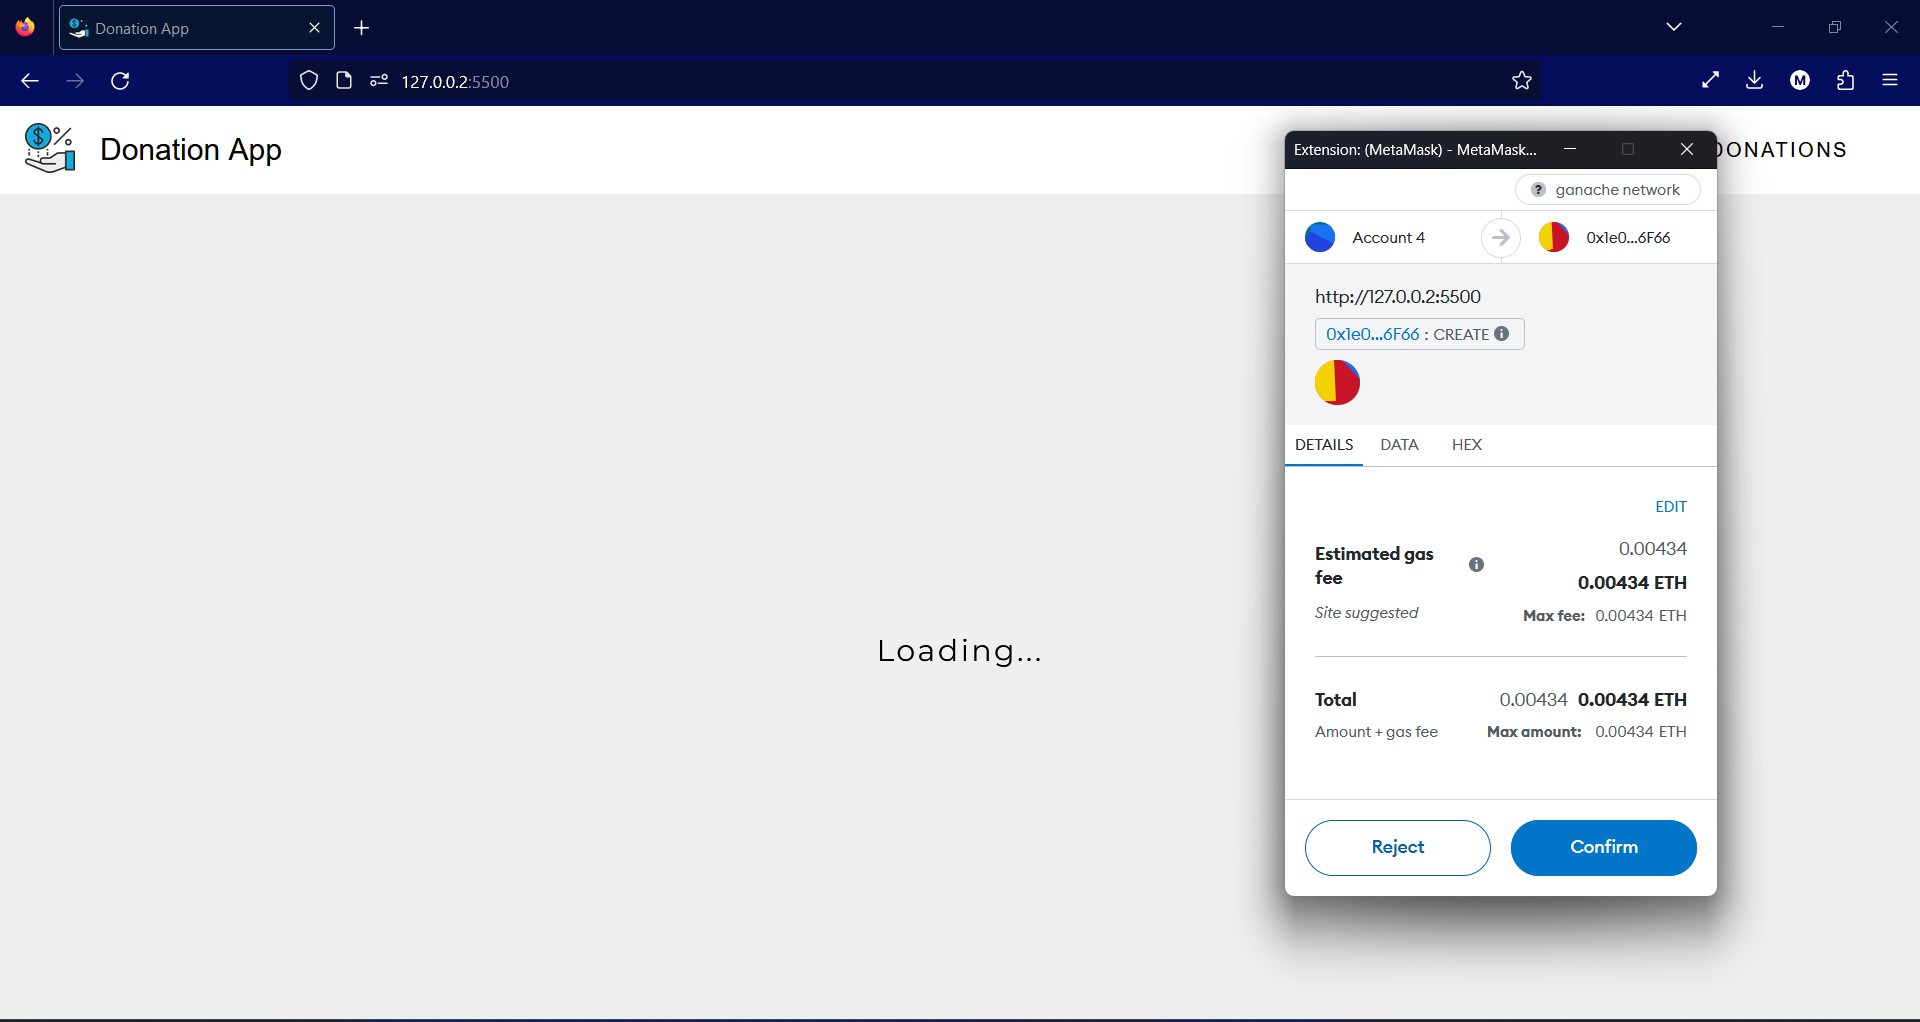 Donation App
127.0.0.2:5500
M
Donation App
DONATIONS
Extension: (MetaMask) - MetaMask...
ganache network
Account 4
0x1e0...6F66
http://127.0.0.2:5500
0x1e0...6F66 : CREATE
DETAILS DATA HEX
EDIT
Estimated gas
fee
0.00434
0.00434 ETH
Site suggested
Max fee: 0.00434 ETH
Loading...
Total 0.00434 0.00434 ETH
Amount + gas fee Max amount: 0.00434 ETH
Reject Confirm